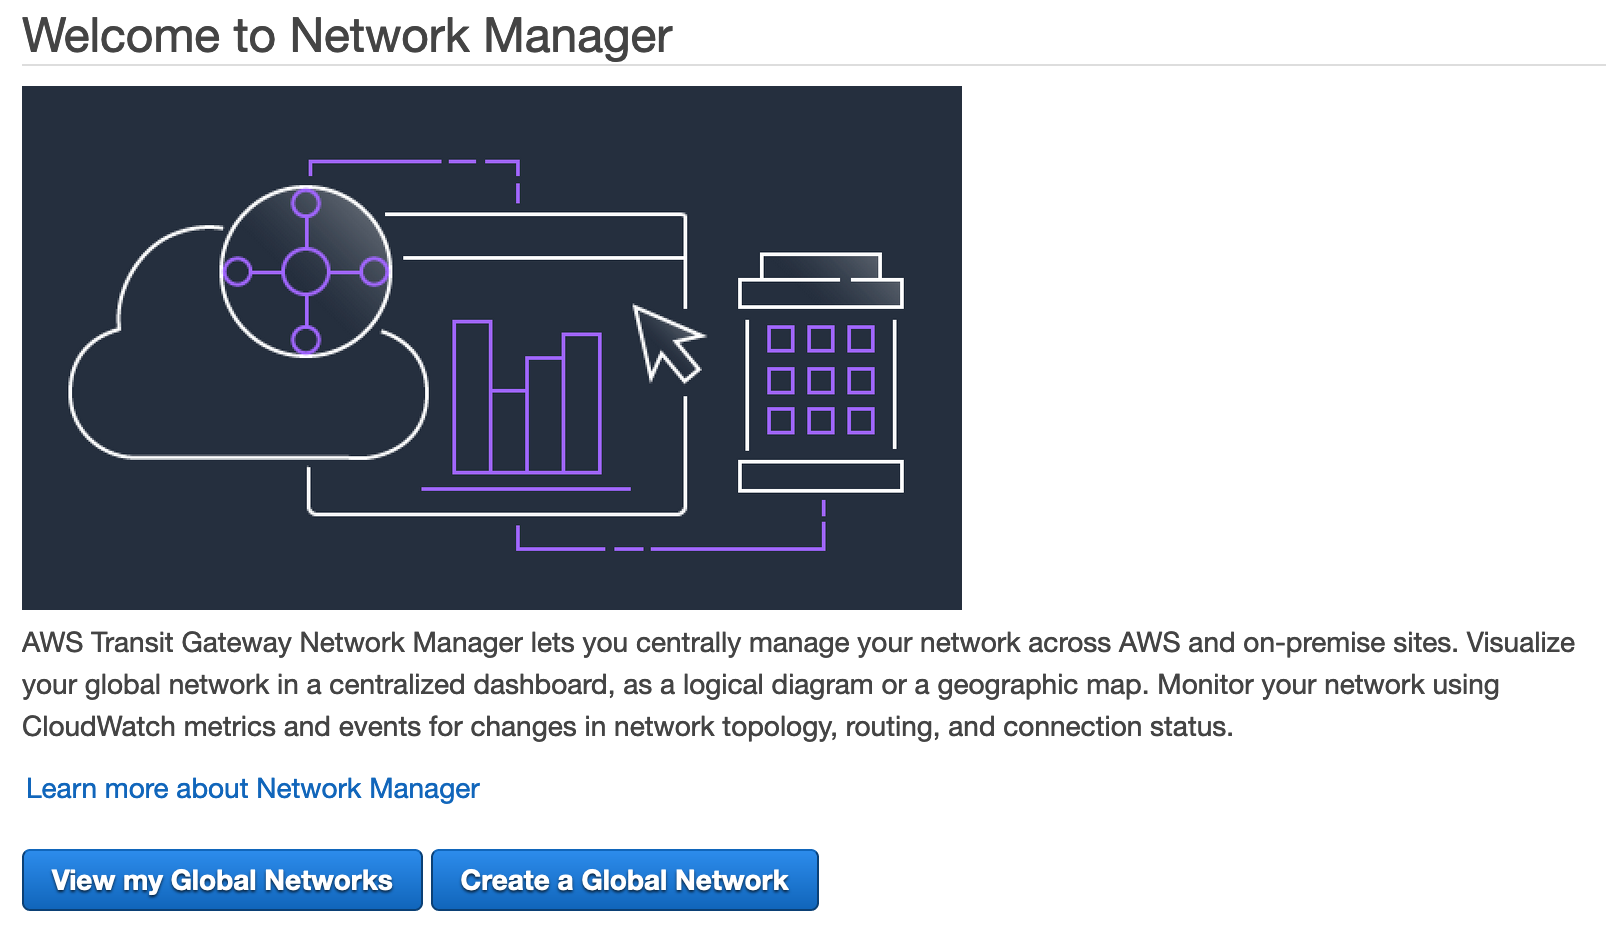 Welcome to Network Manager
AWS Transit Gateway Network Manager lets you centrally manage your network across AWS and on-premise sites. Visualize
your global network in a centralized dashboard, as a logical diagram or a geographic map. Monitor your network using
CloudWatch metrics and events for changes in network topology, routing, and connection status.
Learn more about Network Manager
View my Global Networks
Create a Global Network